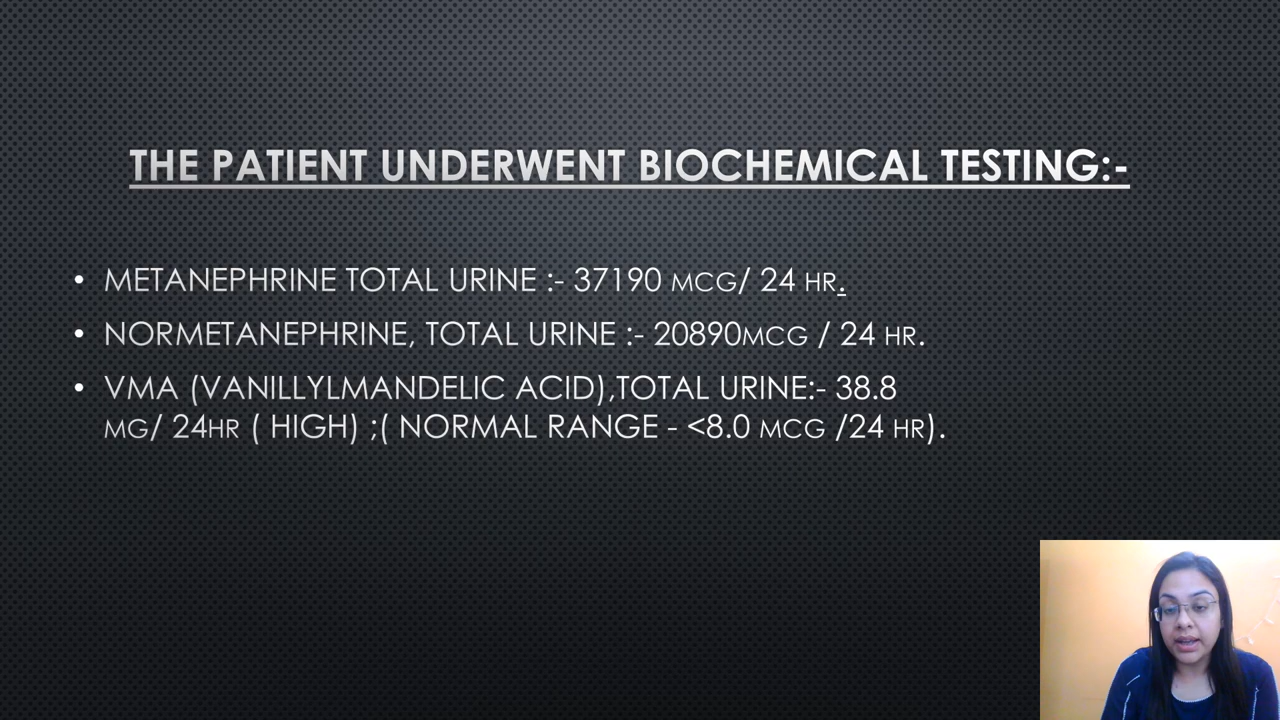 THE PATIENT UNDERWENT BIOCHEMICAL TESTING:-
• METANEPHRINE TOTAL URINE :- 37190 MCG/ 24 HR.
• NORMETANEPHRINE, TOTAL URINE :- 20890MCG / 24 HR.
• VMA (VANILLYLMANDELIC ACID),TOTAL URINE:- 38.8
MG/ 24HR ( HIGH) ;( NORMAL RANGE - <8.0 MCG /24 HR).